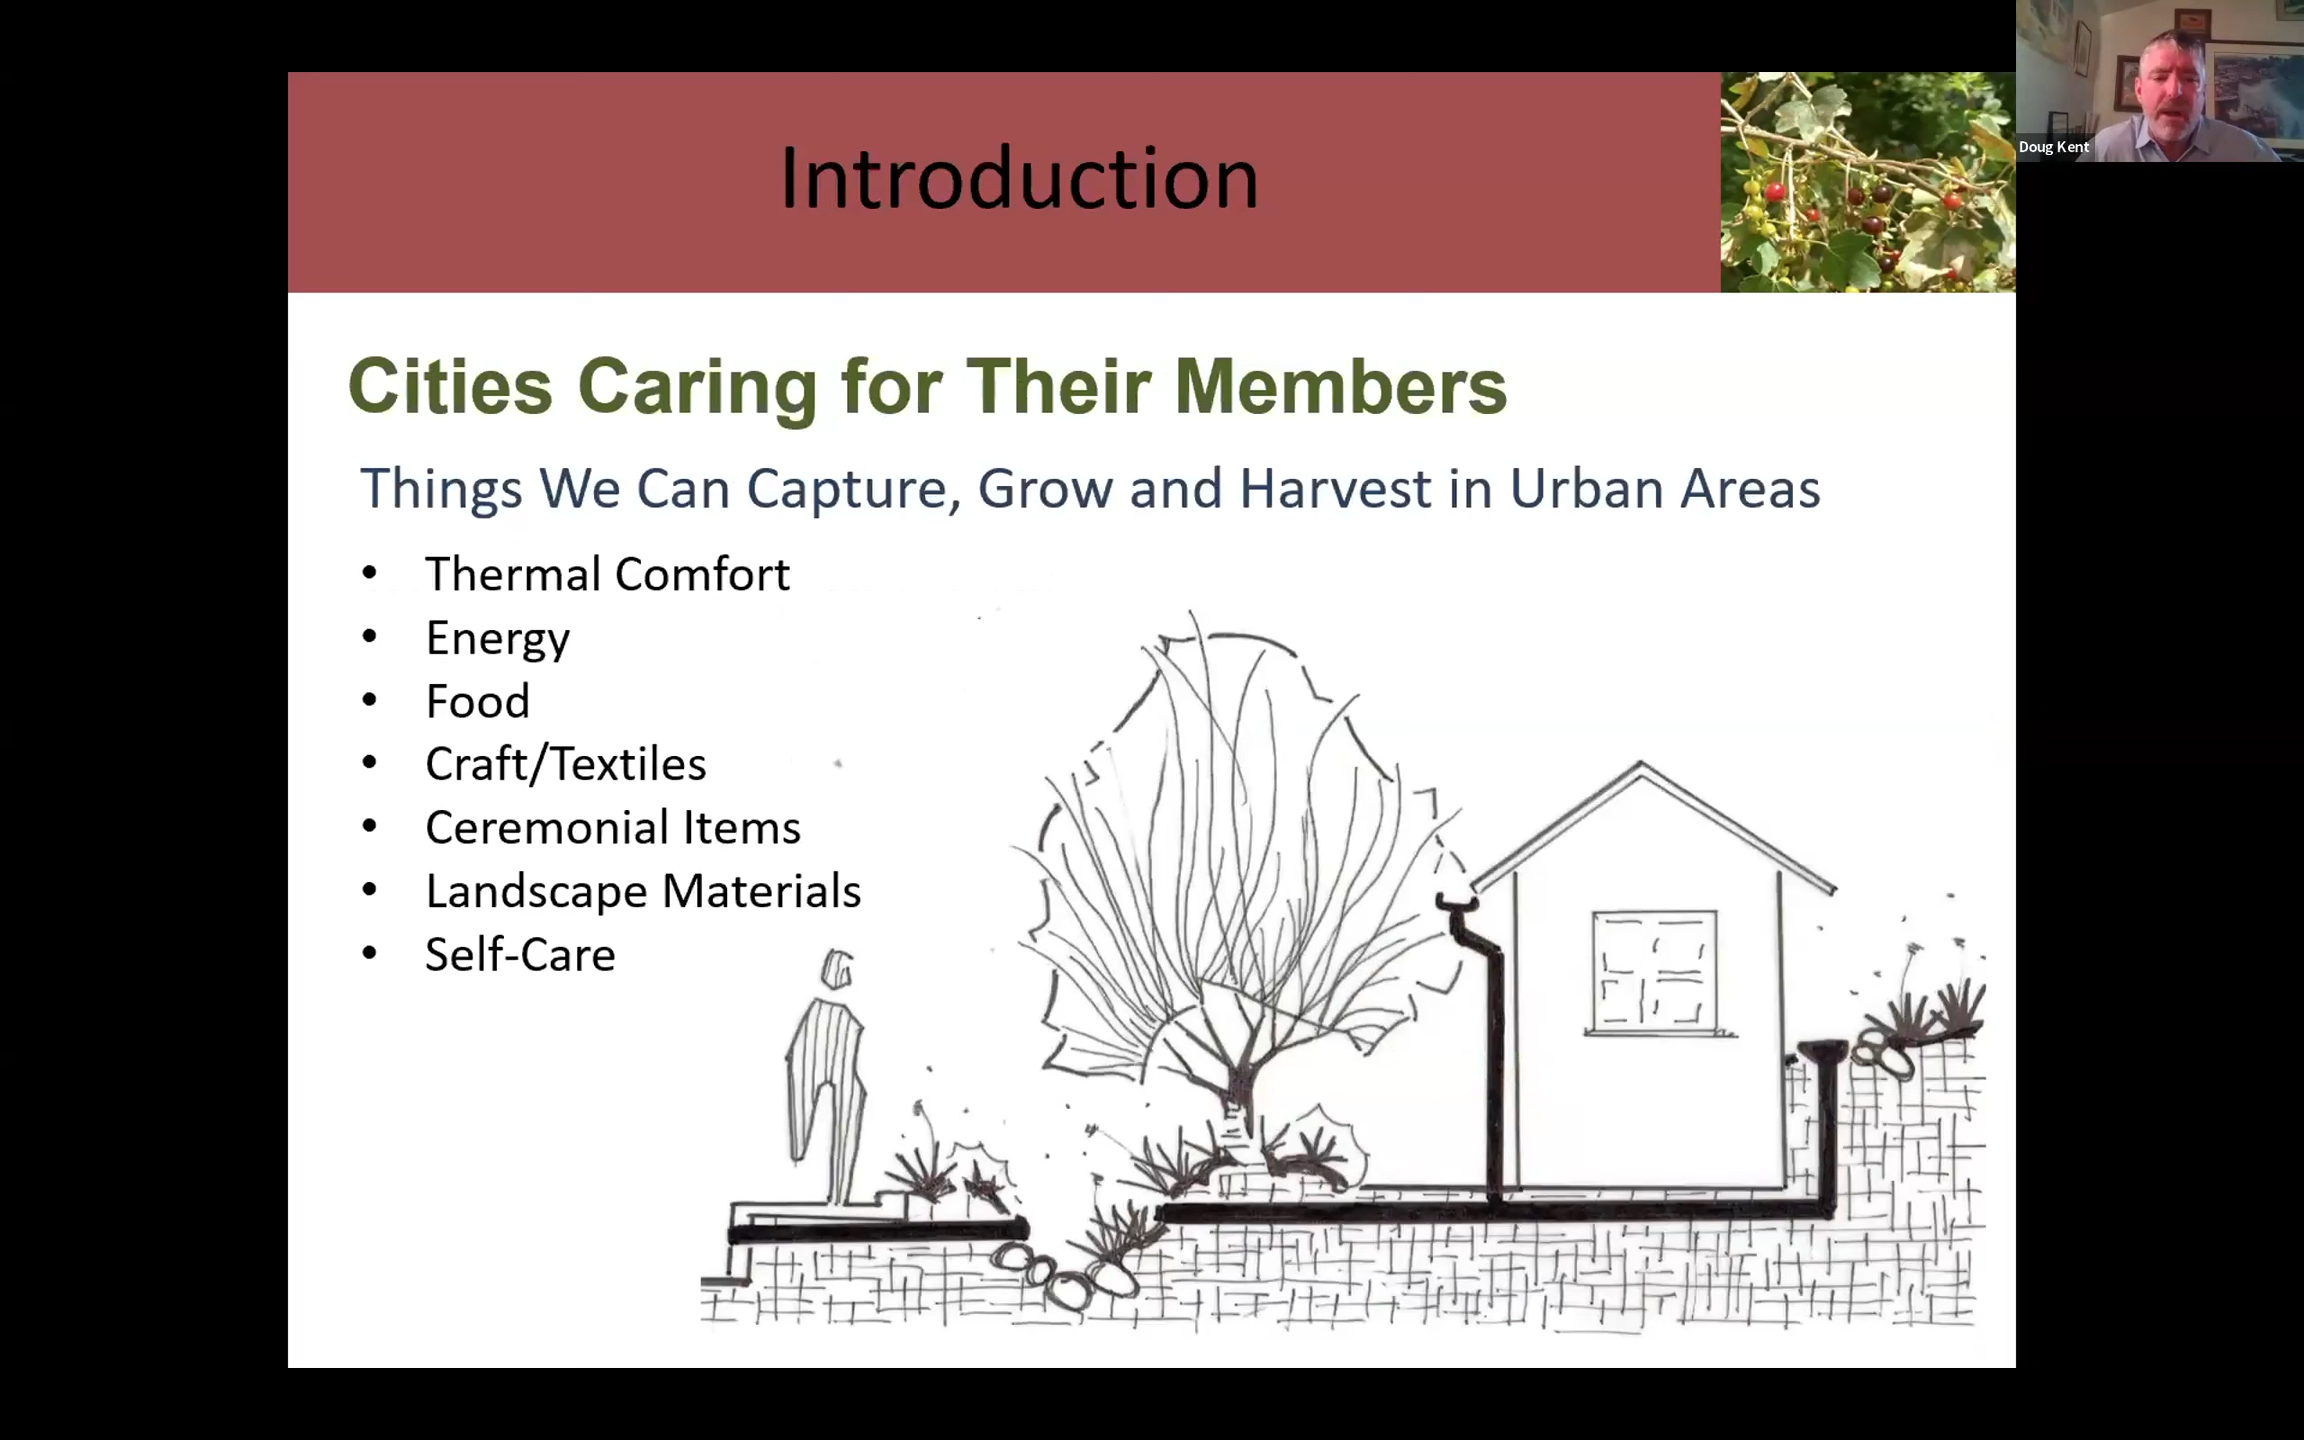 Introduction
Doug Kent
Cities Caring for Their Members
Things We Can Capture, Grow and Harvest in Urban Areas
• Thermal Comfort
• Energy
• Food
• Craft/Textiles
• Ceremonial Items
• Landscape Materials
• Self-Care